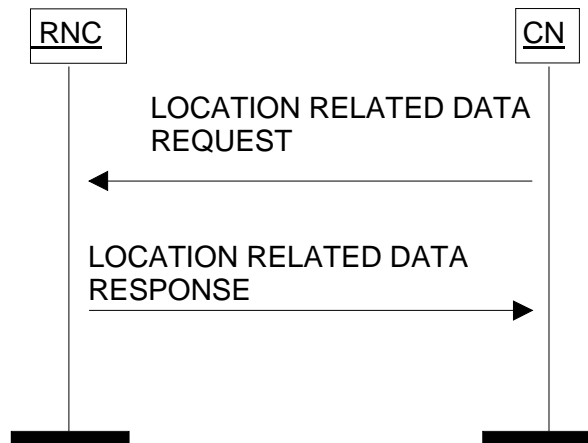 RNC
CN
LOCATION RELATED DATA
REQUEST
LOCATION RELATED DATA
RESPONSE